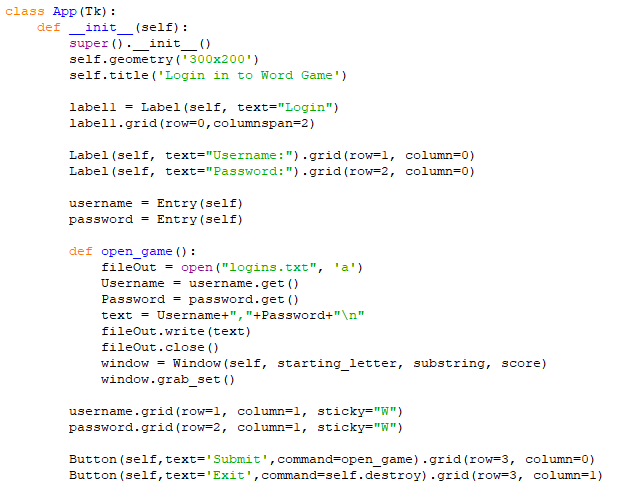 class App(Tk):
    def __init__(self):
        super().__init__()
        self.geometry('300x200')
        self.title('Login in to Word Game')

        label1 = Label(self, text="Login")
        label1.grid(row=0,columnspan=2)

        Label(self, text="Username:").grid(row=1, column=0)
        Label(self, text="Password:").grid(row=2, column=0)

        username = Entry(self)
        password = Entry(self)

        def open_game():
            fileOut = open("logins.txt", 'a')
            Username = username.get()
            Password = password.get()
            text = Username+","+Password+"\n"
            fileOut.write(text)
            fileOut.close()
            window = Window(self, starting_letter, substring, score)
            window.grab_set()

        username.grid(row=1, column=1, sticky="W")
        password.grid(row=2, column=1, sticky="W")

        Button(self,text='Submit',command=open_game).grid(row=3, column=0)
        Button(self,text='Exit',command=self.destroy).grid(row=3, column=1)